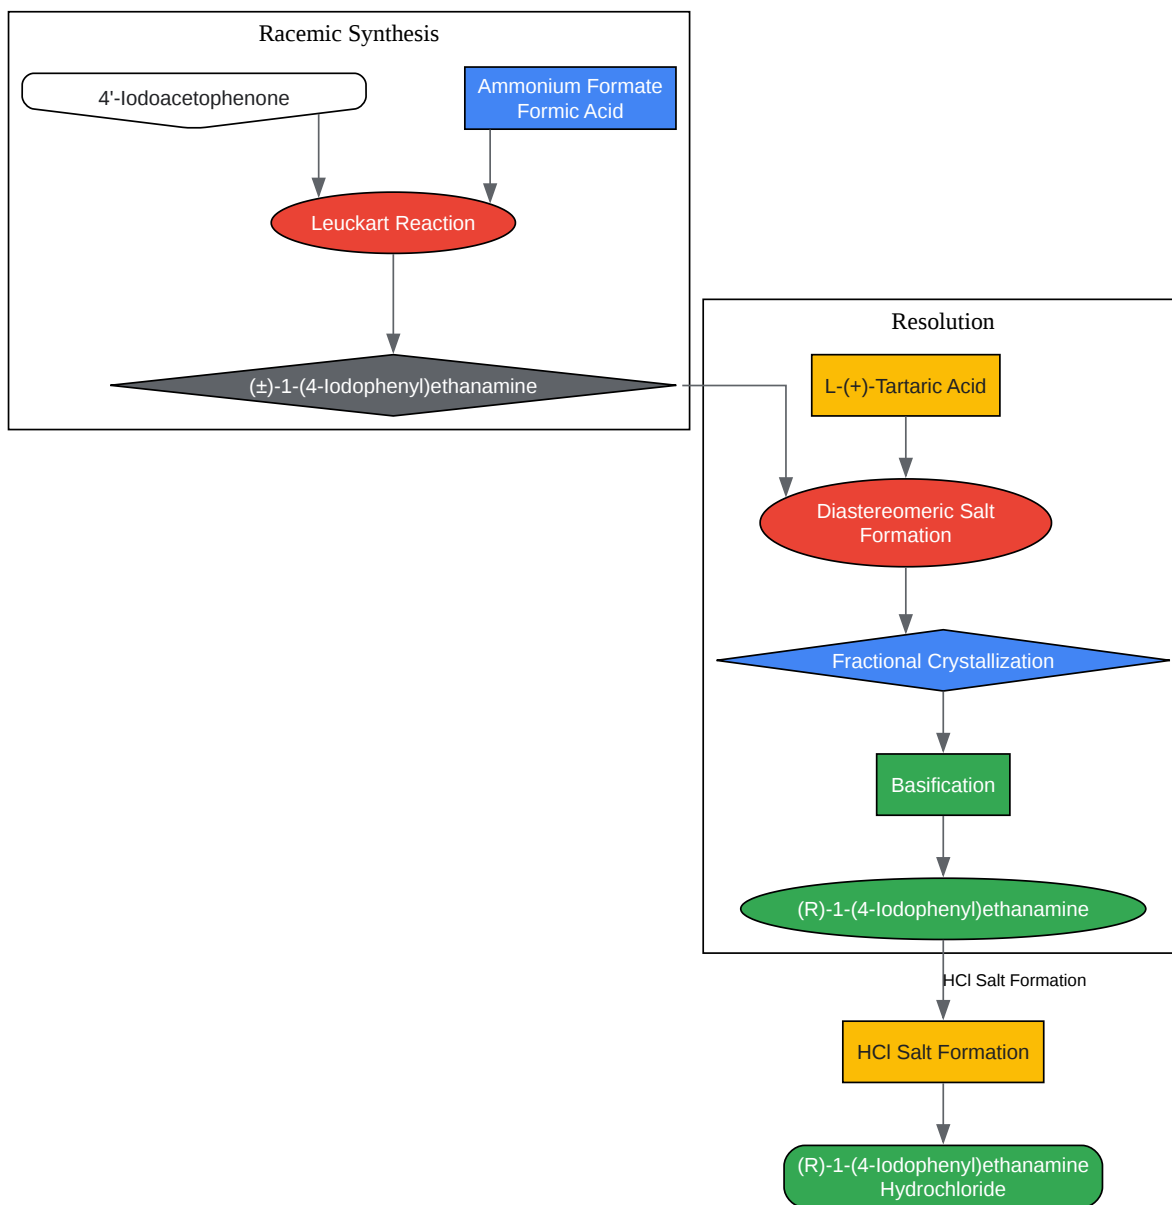 Racemic Synthesis
4'-Iodoacetophenone
Ammonium Formate
Formic Acid
Leuckart Reaction
(±)-1-(4-Iodophenyl)ethanamine
Resolution
L-(+)-Tartaric Acid
Diastereomeric Salt
Formation
Fractional Crystallization
Basification
(R)-1-(4-Iodophenyl)ethanamine
HCl Salt Formation
HCl Salt Formation
(R)-1-(4-Iodophenyl)ethanamine
Hydrochloride